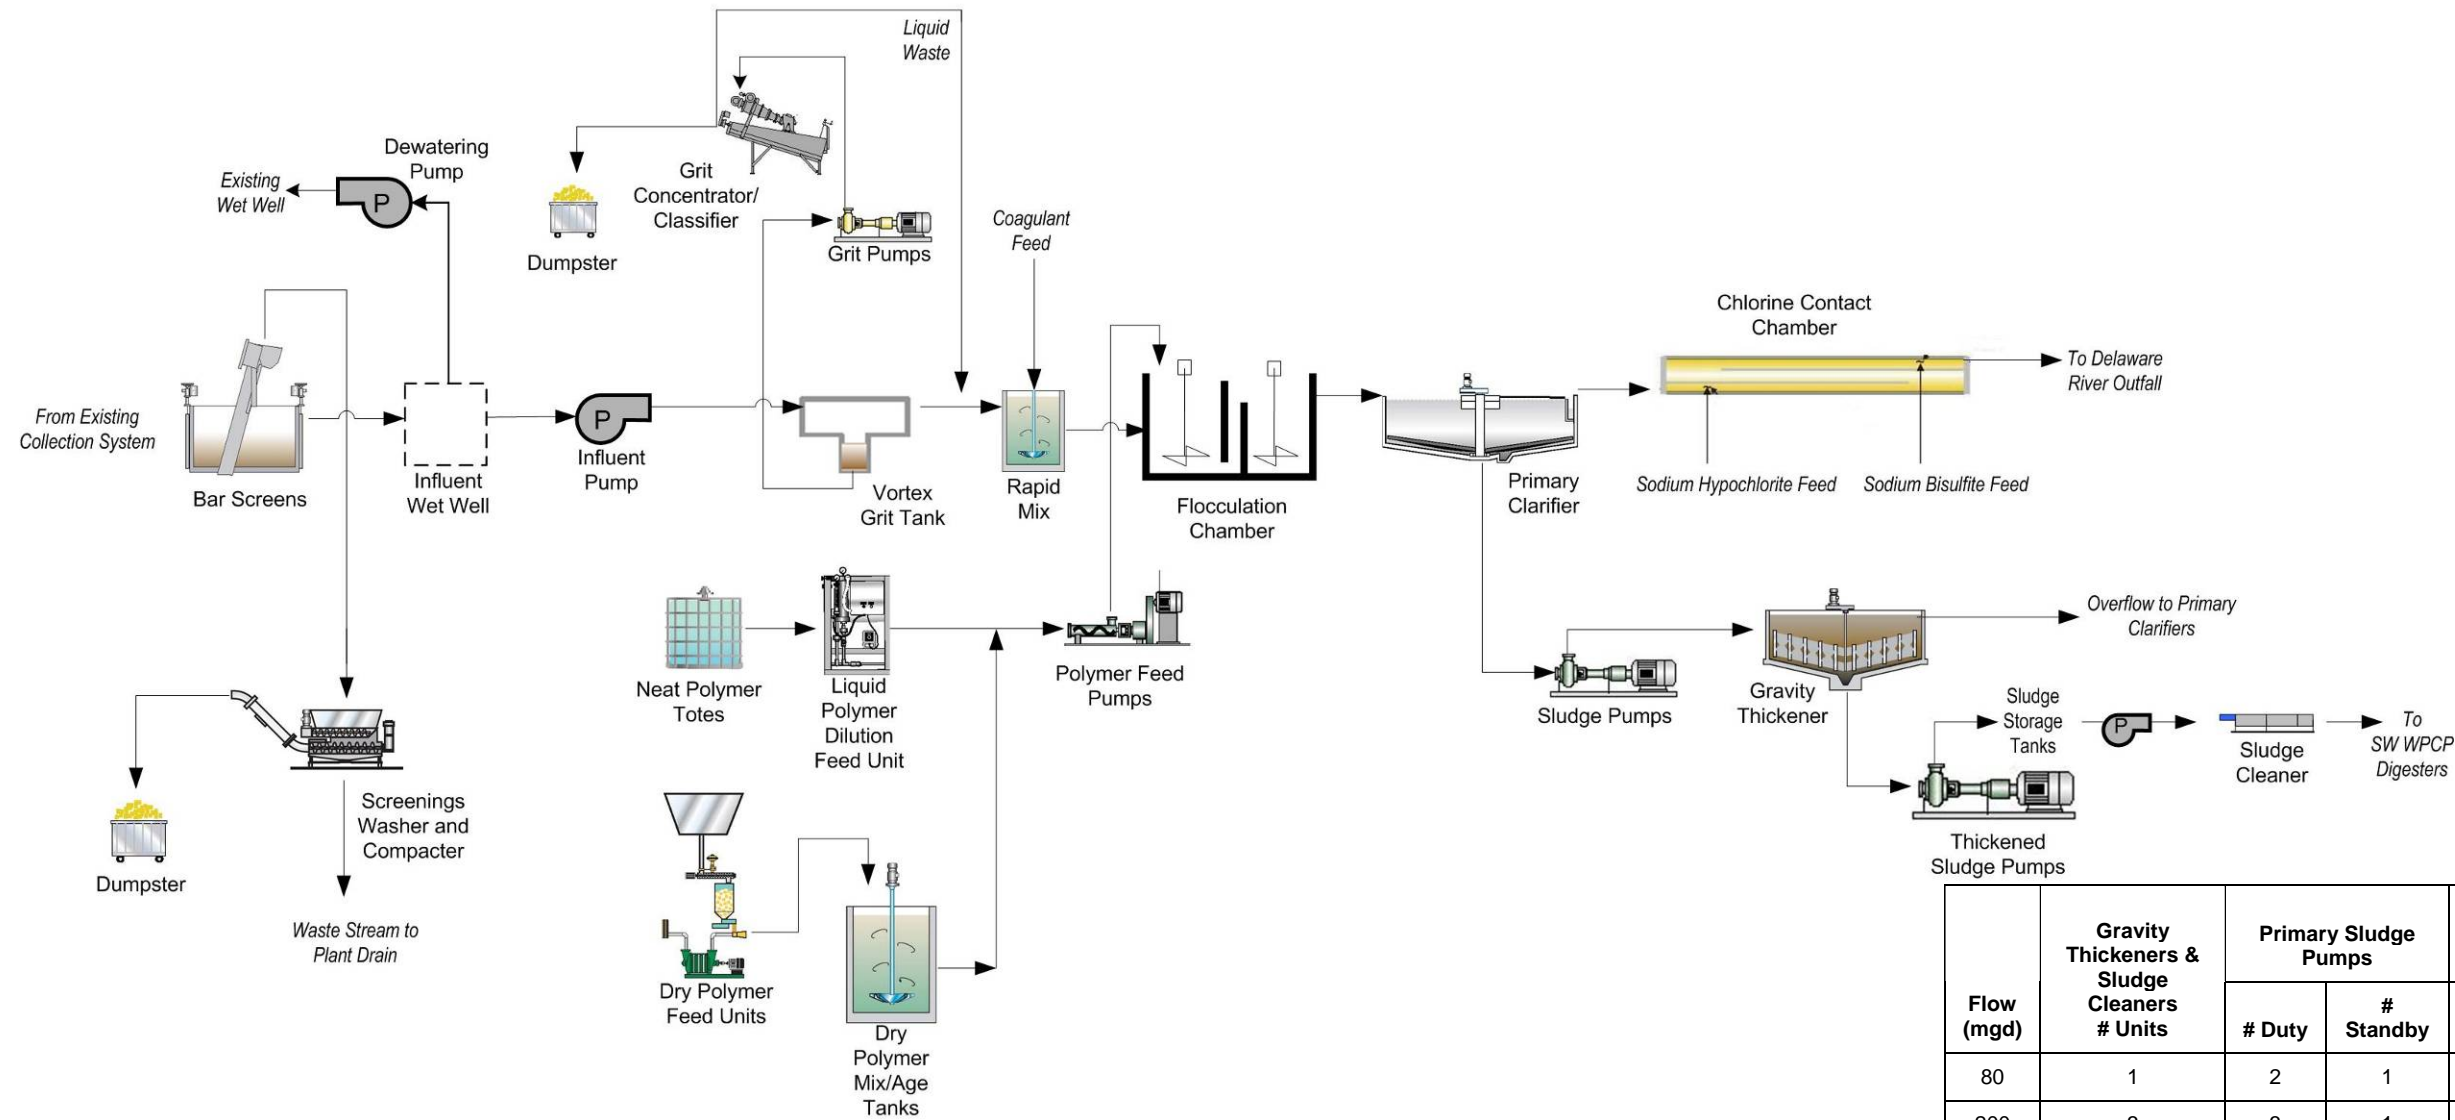 Liquid
Waste
Dewatering
Pump
Existing
Wet Well
P
Grit
Concentrator/
Classifier
Dumpster
Grit Pumps
Coagulant
Feed
Chlorine Contact
Chamber
To Delaware
River Outfall
From Existing
Collection System
Bar Screens
Influent
Wet Well
P
Influent
Pump
Vortex
Grit Tank
Rapid
Mix
Flocculation
Chamber
Primary
Clarifier
Sodium Hypochlorite Feed
Sodium Bisulfite Feed
Neat Polymer
Totes
Liquid
Polymer
Dilution
Feed Unit
Polymer Feed
Pumps
Sludge Pumps
Gravity
Thickener
Overflow to Primary
Clarifiers
Sludge
Storage
Tanks
P
Sludge
Cleaner
To
SW WPCP
Digesters
Thickened
Sludge Pumps
Screenings
Washer and
Compacter
Dumpster
Waste Stream to
Plant Drain
Dry Polymer
Feed Units
Dry
Polymer
Mix/Age
Tanks
Flow
(mgd)
Gravity
Thickeners &
Sludge
Cleaners
# Units
Primary Sludge
Pumps
# Duty
#
Standby
80 1 2 1